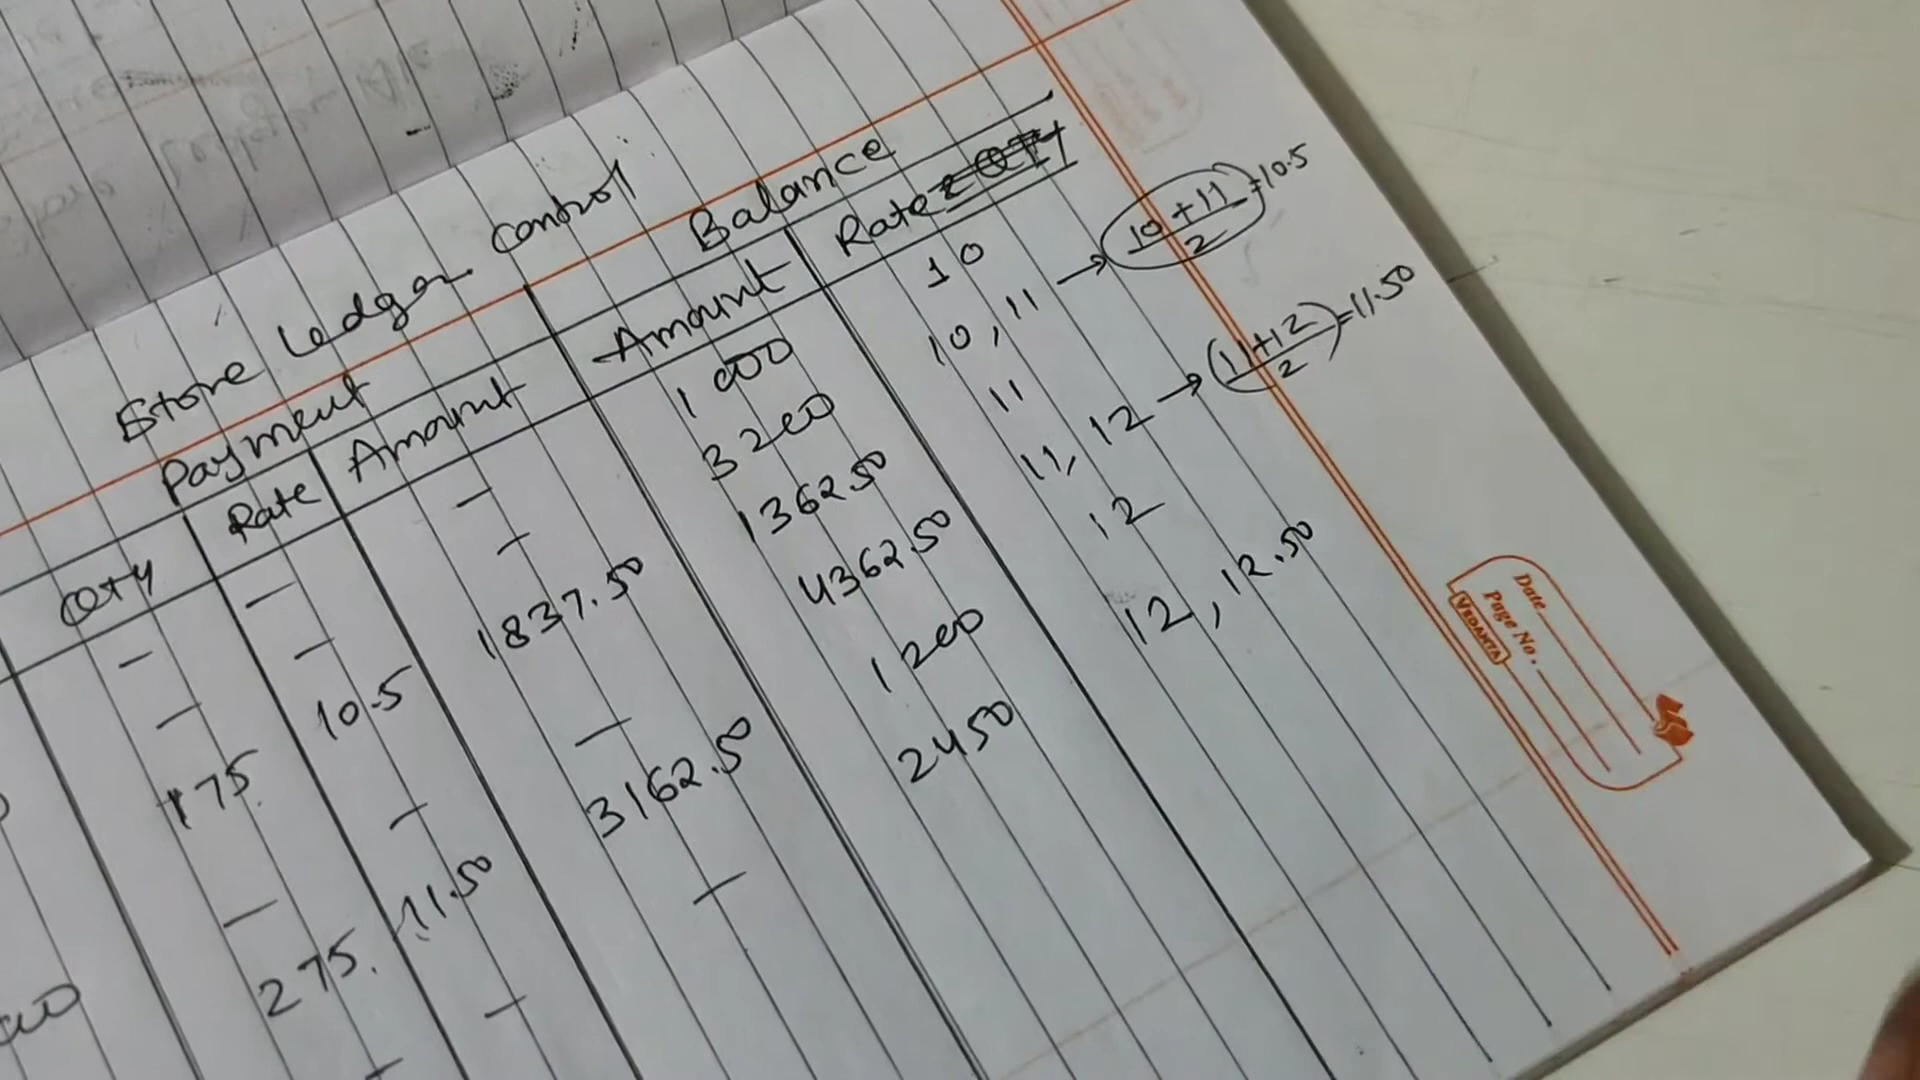 Store Ledger Control
Payment Balance
Qty Rate Amount Amount Rate
— — — 1000 10
— — — 3200 10, 11 → (10+11)/2 = 10.5
175 10.5 1837.50 1362.50 11
— — — 4362.50 11, 12 → (11+12)/2 = 11.50
275. 11.50 3162.50 1200 12
— — 2450 12, 12.50
Date
Page No.
VEDANTA